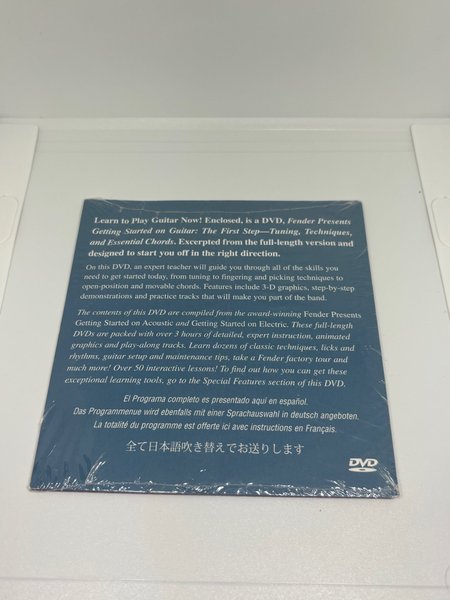 Learn to Play Guitar Now! Enclosed, is a DVD, Fender Presents
Getting Started on Guitar: The First Step—Tuning, Techniques,
and Essential Chords. Excerpted from the full-length version and
designed to start you off in the right direction.
On this DVD, an expert teacher will guide you through all of the skills you
need to get started today, from tuning to fingering and picking techniques to
open-position and movable chords. Features include 3-D graphics, step-by-step
demonstrations and practice tracks that will make you part of the band.
The contents of this DVD are compiled from the award-winning Fender Presents
Getting Started on Acoustic and Getting Started on Electric. These full-length
DVDs are packed with over 3 hours of detailed, expert instruction, animated
graphics and play-along tracks. Learn dozens of classic techniques, licks and
rhythms, guitar setup and maintenance tips, take a Fender factory tour and
much more! Over 50 interactive lessons! To find out how you can get these
exceptional learning tools, go to the Special Features section of this DVD.
El Programa completo es presentado aquí en español.
Das Programmenue wird ebenfalls mit einer Sprachauswahl in deutsch angeboten.
La totalité du programme est offerte ici avec instructions en Français.
全て日本語吹き替えでお送りします
DVD